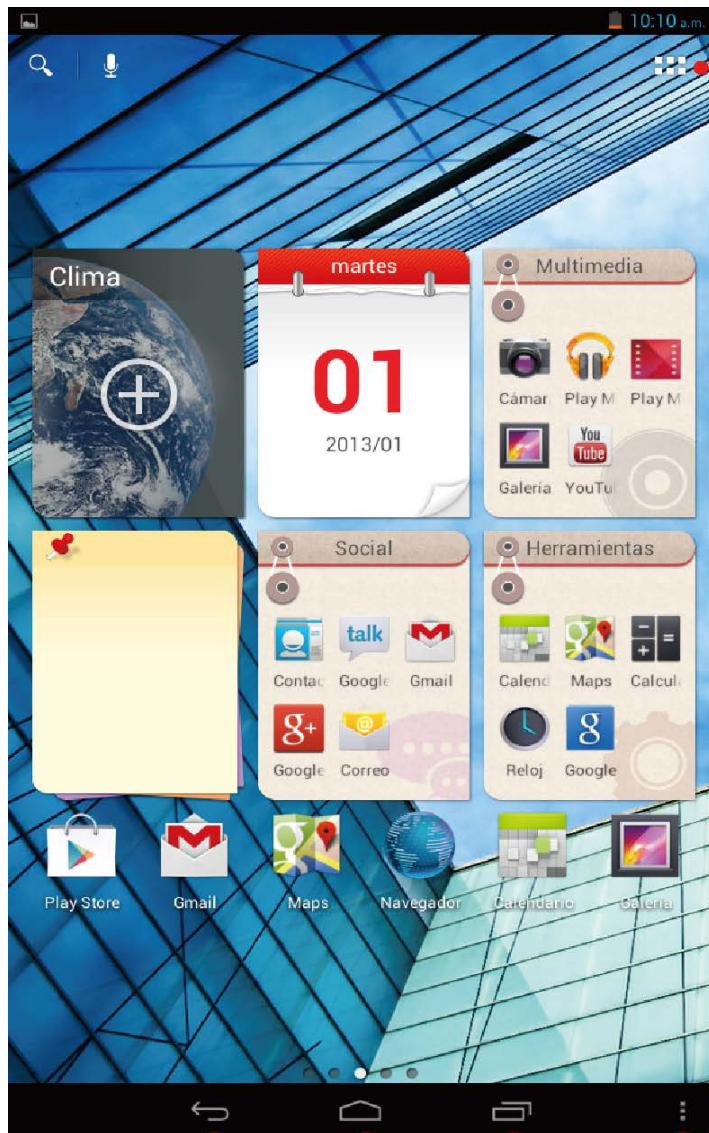 10:10 a.m.
Clima
martes
01
2013/01
Multimedia
Cámar Play M Play M
You
Tube
Galería YouTu
Social
talk
Contac Google Gmail
g+
Google Correo
Herramientas
Calend Maps Calcula
g
Reloj Google
Play Store Gmail Maps Navegador Calendario Galería